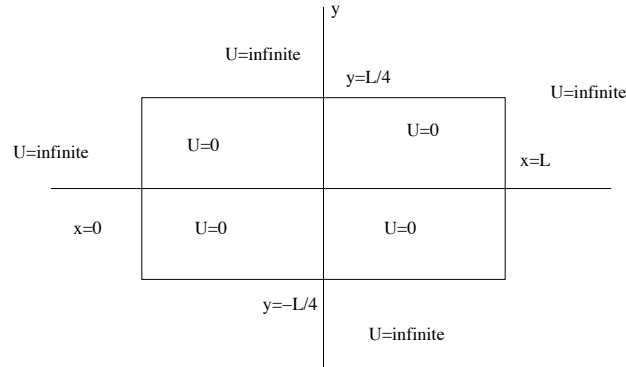 y
U=infinite
y=L/4
U=infinite
U=0
U=0
U=infinite
x=L
x=0
U=0
U=0
y=−L/4
U=infinite